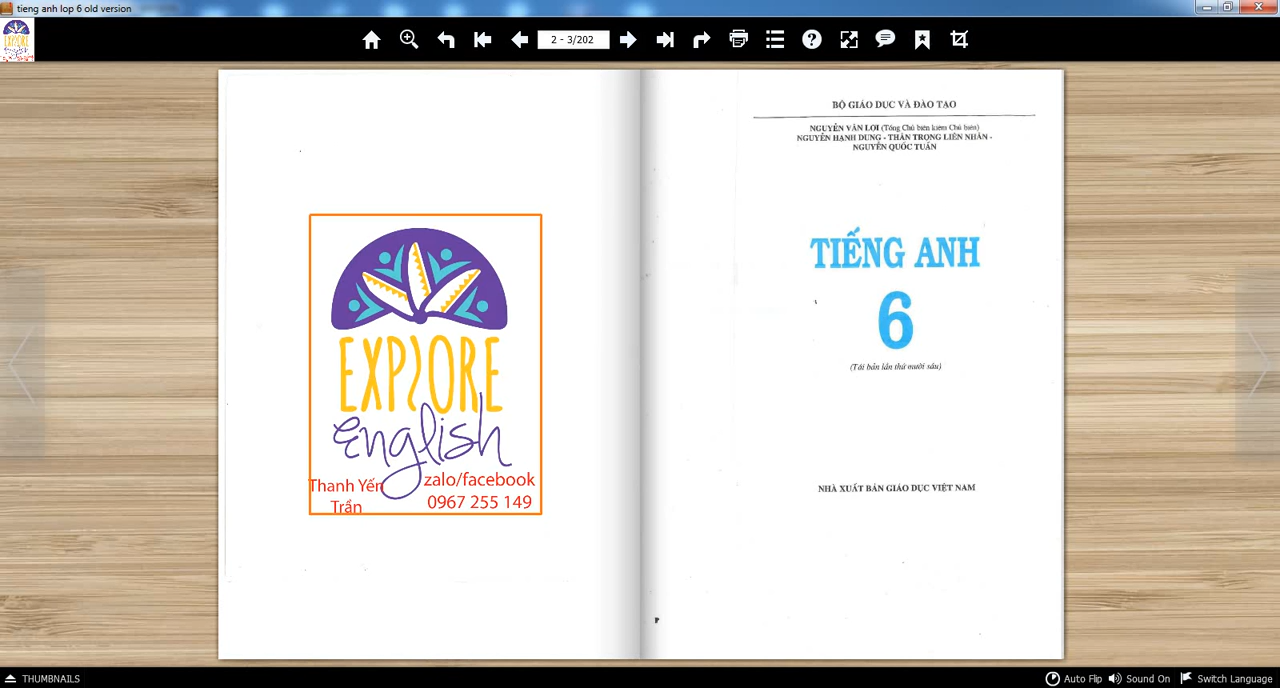 tieng anh lop 6 old version
2 - 3/202
EXPLORE
English
Thanh Yến
Trần
zalo/facebook
0967 255 149
BỘ GIÁO DỤC VÀ ĐÀO TẠO
NGUYỄN VĂN LỢI (Tổng Chủ biên kiêm Chủ biên)
NGUYỄN HẠNH DUNG - THÂN TRỌNG LIÊN NHÂN -
NGUYỄN QUỐC TUẤN
TIẾNG ANH
6
(Tái bản lần thứ mười sáu)
NHÀ XUẤT BẢN GIÁO DỤC VIỆT NAM
THUMBNAILS
Auto Flip
Sound On
Switch Language